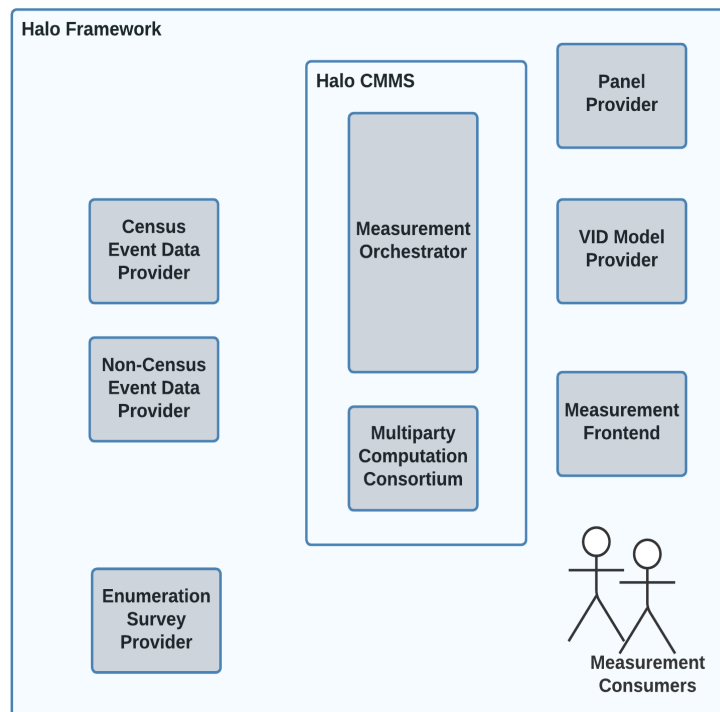 Halo Framework
Halo CMMS
Panel
Provider
Measurement
Orchestrator
Census
Event Data
Provider
VID Model
Provider
Non-Census
Event Data
Provider
Measurement
Frontend
Multiparty
Computation
Consortium
Enumeration
Survey
Provider
Measurement
Consumers